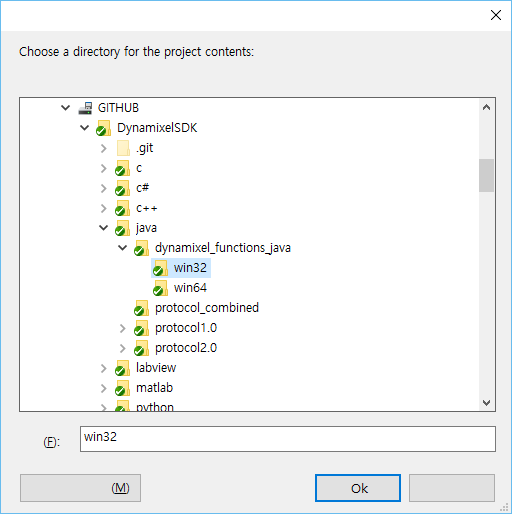 Choose a directory for the project contents:
GITHUB
DynamixelSDK
.git
c
c#
c++
java
dynamixel_functions_java
win32
win64
protocol_combined
protocol1.0
protocol2.0
labview
matlab
python
(F): win32
(M) Ok